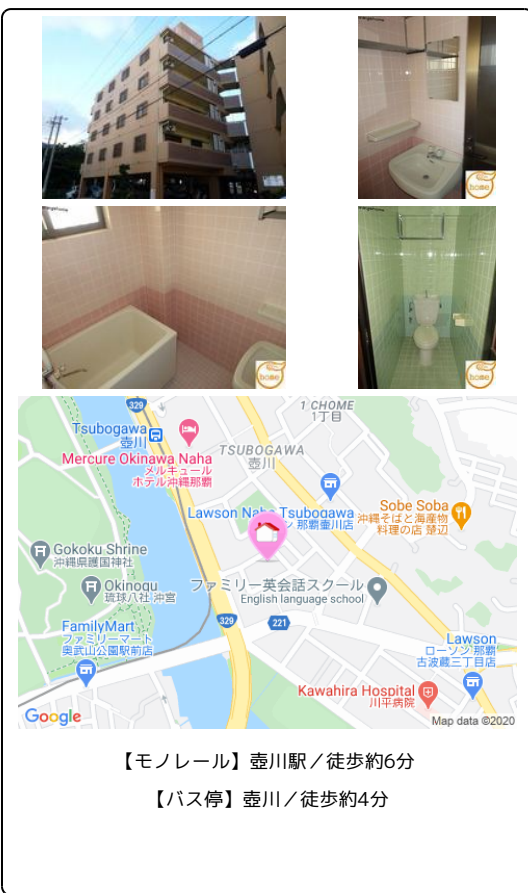 home
home
home
329
1 CHOME
1丁目
Tsubogawa
壺川
TSUBOGAWA
壺川
Mercure Okinawa Naha
メルキュール
ホテル沖縄那覇
Lawson Naha Tsubogawa
ン 那覇壷川店
Sobe Soba
沖縄そばと海産物
料理の店 楚辺
Gokoku Shrine
沖縄県護国神社
Okinogu
琉球八社 沖宮
ファミリー英会話スクール
English language school
329
221
FamilyMart
ファミリーマート
奥武山公園駅前店
Lawson
ローソン 那覇
古波蔵三丁目店
Kawahira Hospital
川平病院
Google
Map data ©2020
【モノレール】壺川駅／徒歩約6分
【バス停】壺川／徒歩約4分